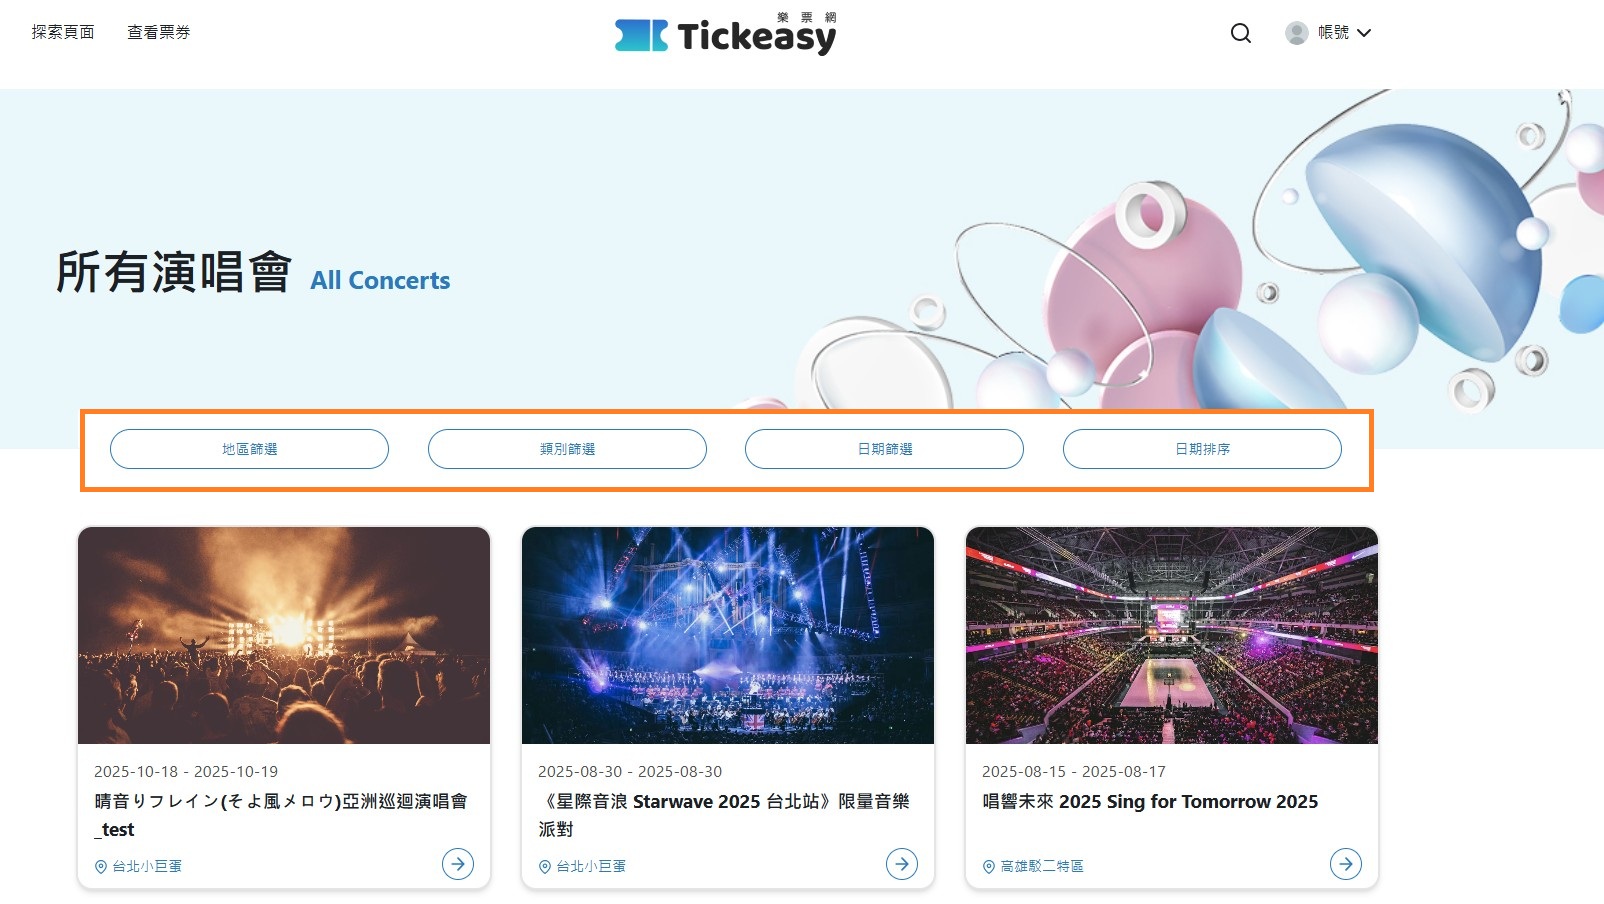 探索頁面
查看票券
樂票網
Tickeasy
帳號
所有演唱會 All Concerts
地區篩選
類別篩選
日期篩選
日期排序
2025-10-18 - 2025-10-19
晴音りフレイン(そよ風メロウ)亞洲巡迴演唱會
_test
台北小巨蛋
2025-08-30 - 2025-08-30
《星際音浪 Starwave 2025 台北站》限量音樂
派對
台北小巨蛋
2025-08-15 - 2025-08-17
唱響未來 2025 Sing for Tomorrow 2025
高雄駁二特區